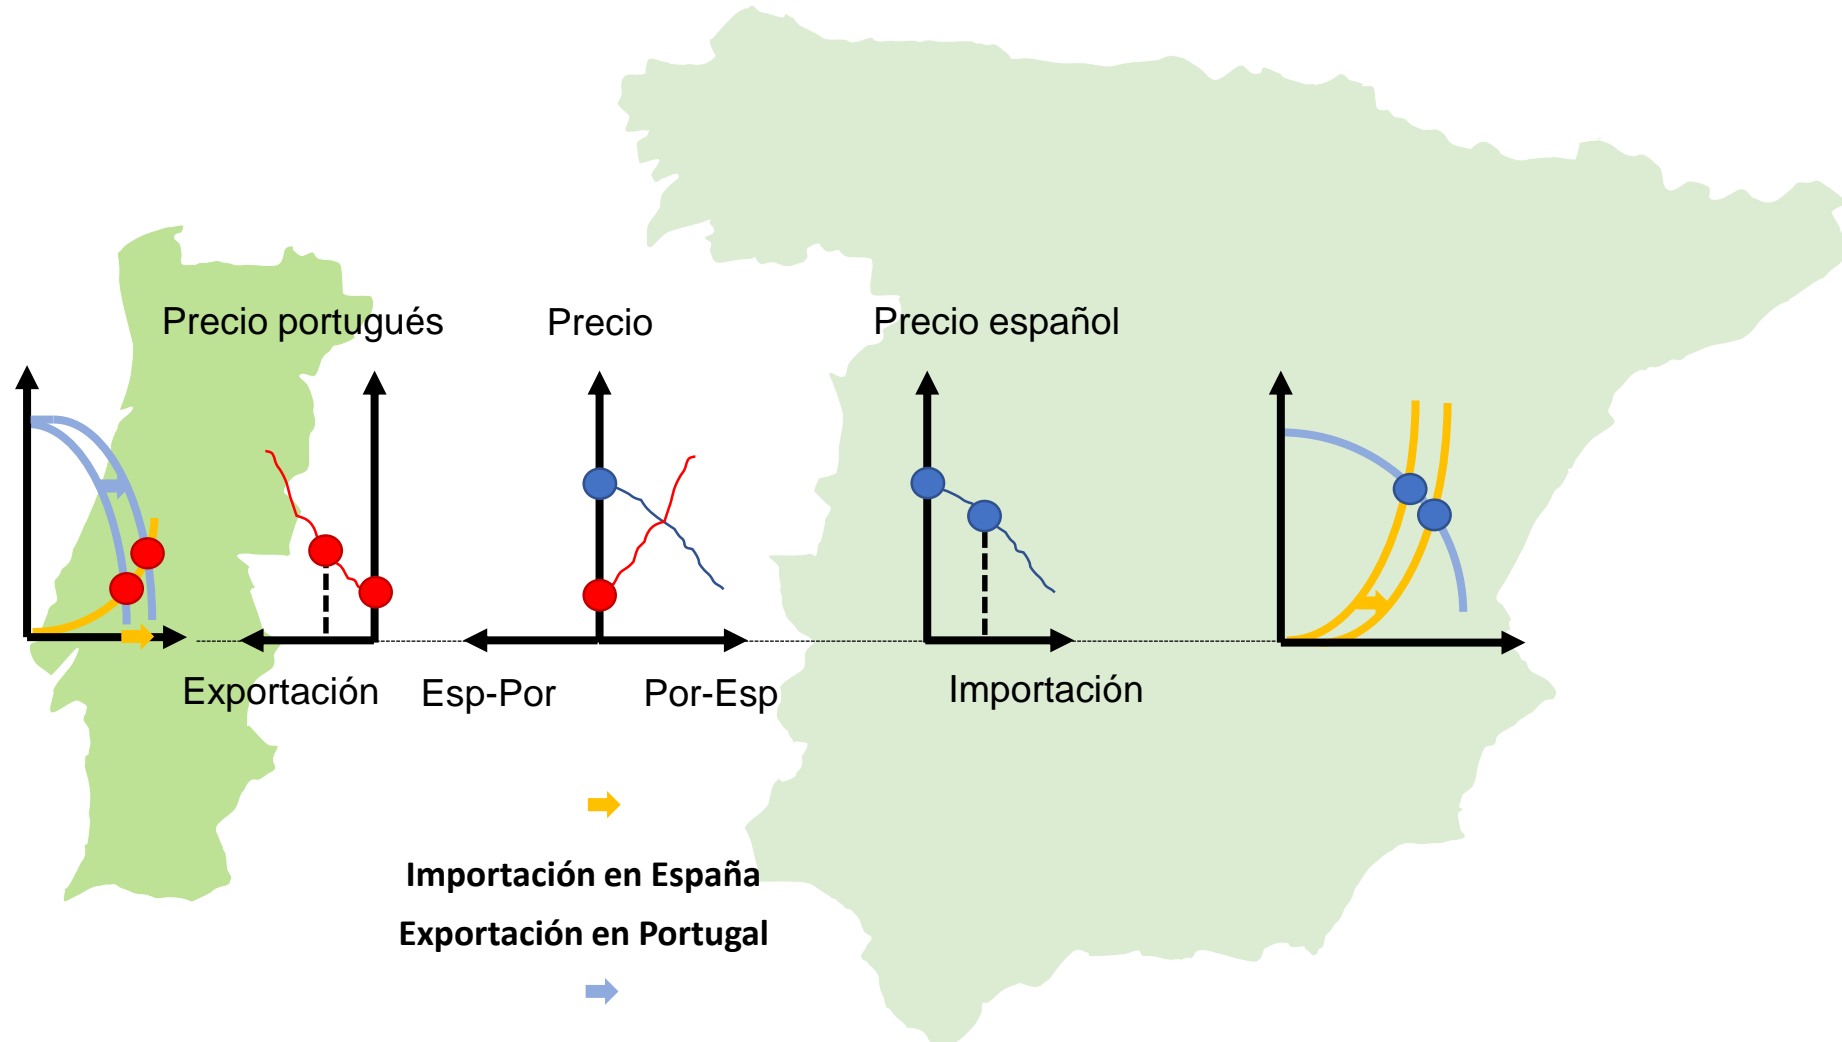 Precio portugués
Precio
Precio español
Exportación
Esp-Por
Por-Esp
Importación
Importación en España
Exportación en Portugal